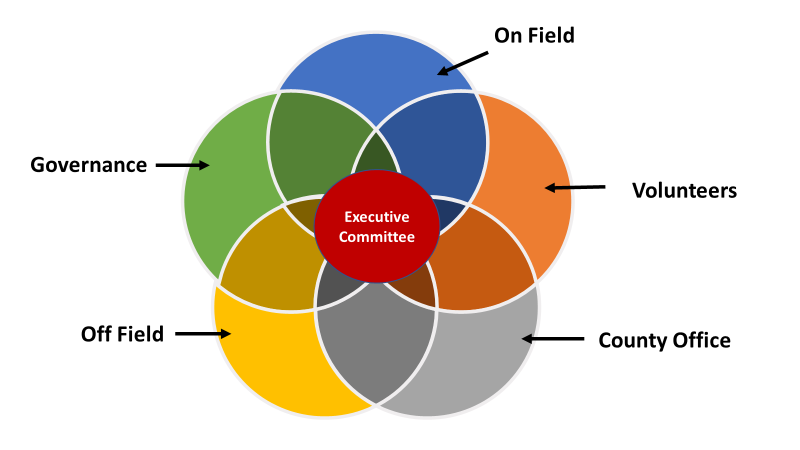 On Field
Governance
Volunteers
Executive
Committee
Off Field
County Office